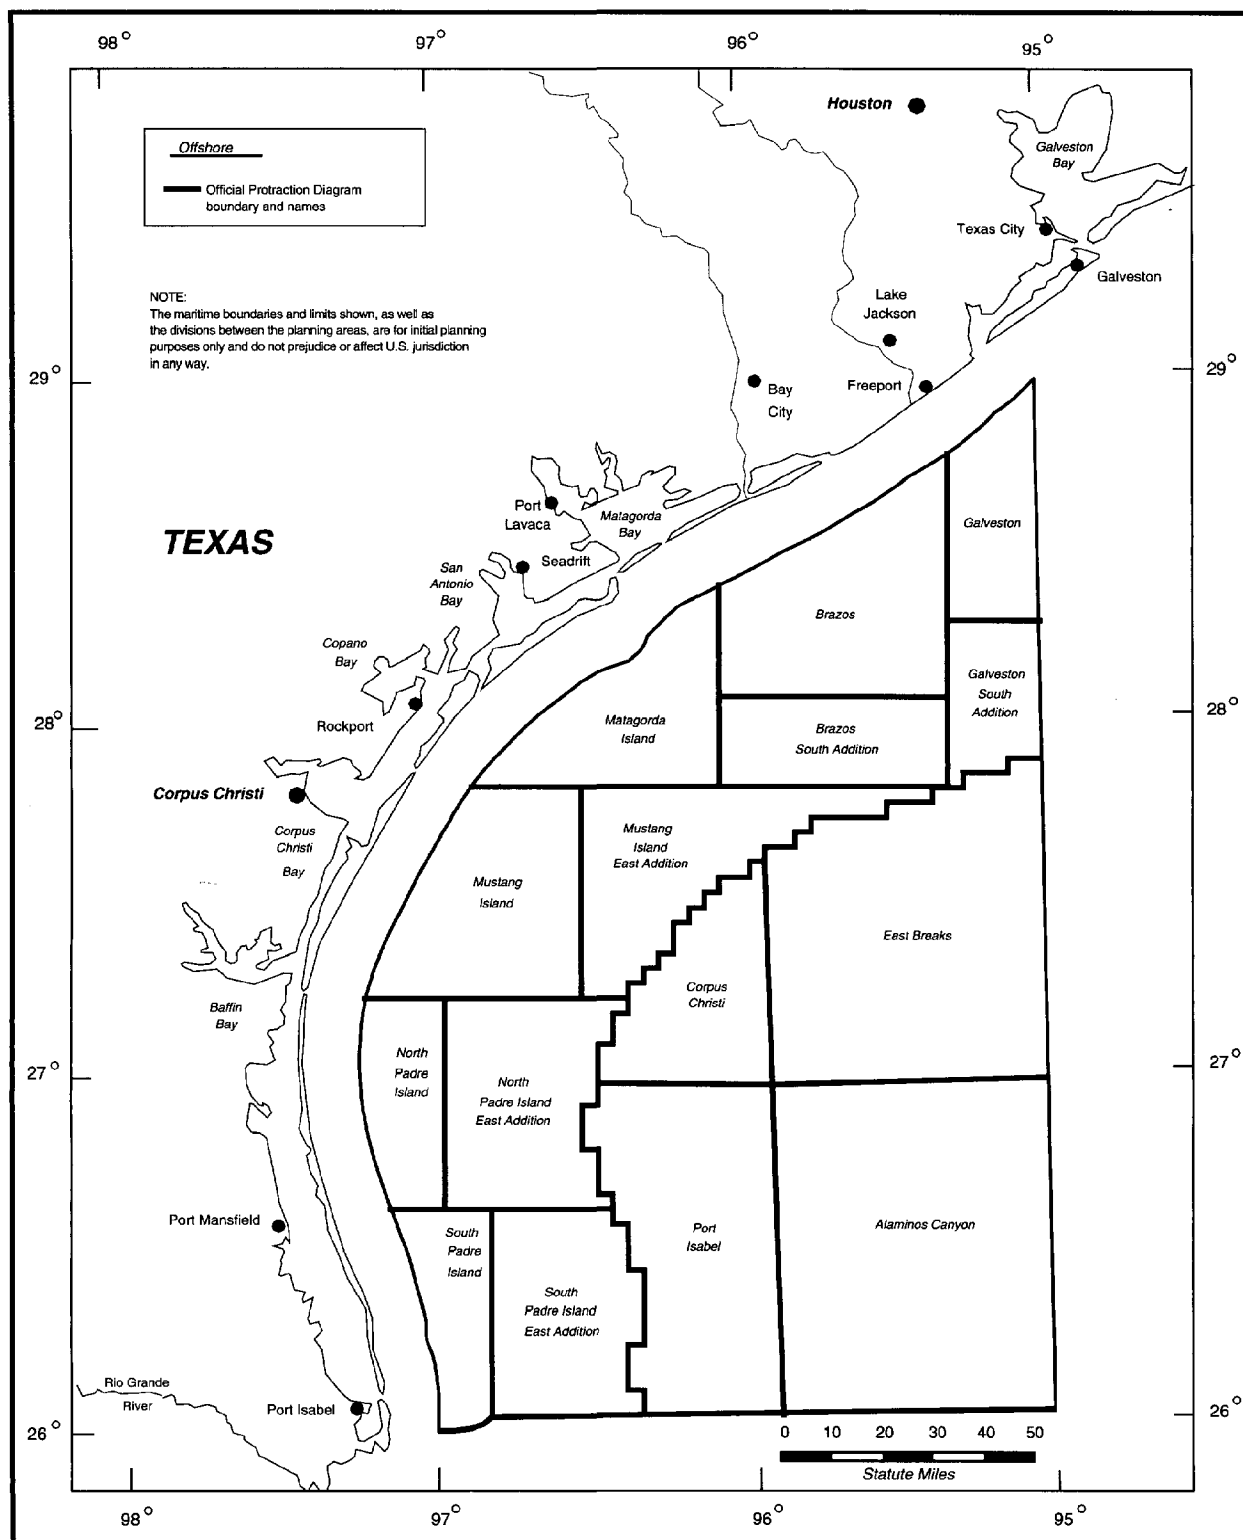 98°
97°
96°
95°
Houston
Galveston
Bay
Offshore
Official Protraction Diagram
boundary and names
Texas City
Galveston
NOTE:
The maritime boundaries and limits shown, as well as
the divisions between the planning areas, are for initial planning
purposes only and do not prejudice or affect U.S. jurisdiction
in any way.
Lake
Jackson
29°
29°
Freeport
Bay
City
Port
Lavaca
Matagorda
Bay
Galveston
TEXAS
Seadrift
San
Antonio
Bay
Brazos
Copano
Bay
Galveston
South
Addition
28°
Rockport
Matagorda
Island
Brazos
South Addition
28°
Corpus Christi
Corpus
Christi
Bay
Mustang
Island
East Addition
Mustang
Island
East Breaks
Corpus
Christi
Baffin
Bay
27°
North
Padre
Island
North
Padre Island
East Addition
27°
Port Mansfield
South
Padre
Island
Port
Isabel
Alaminos Canyon
South
Padre Island
East Addition
Rio Grande
River
Port Isabel
26°
26°
0 10 20 30 40 50
Statute Miles
98°
97°
96°
95°